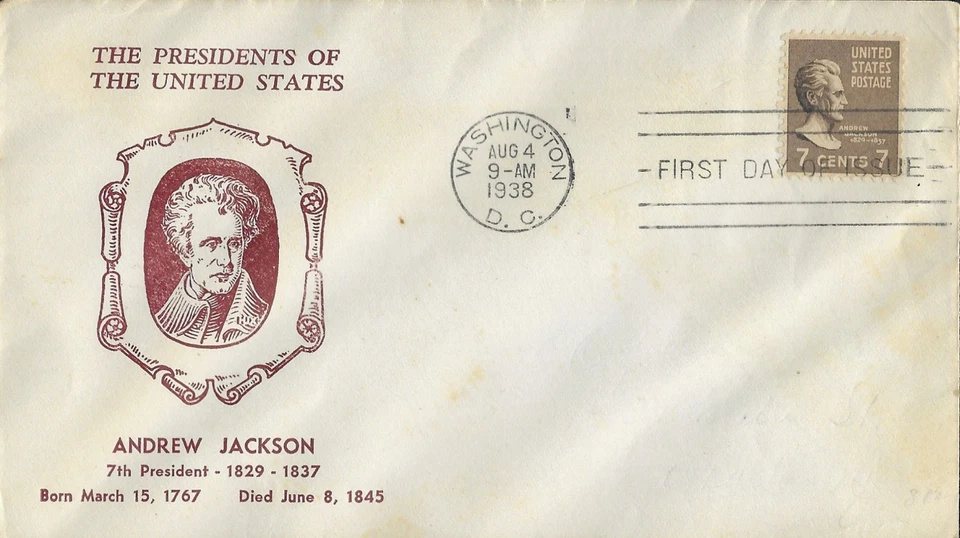 THE PRESIDENTS OF
THE UNITED STATES
ANDREW JACKSON
7th President - 1829 - 1837
Born March 15, 1767 Died June 8, 1845
WASHINGTON
AUG 4
9-AM
1938
D. C.
FIRST DAY OF ISSUE
UNITED
STATES
POSTAGE
ANDREW
JACKSON
1829-1837
7 CENTS 7